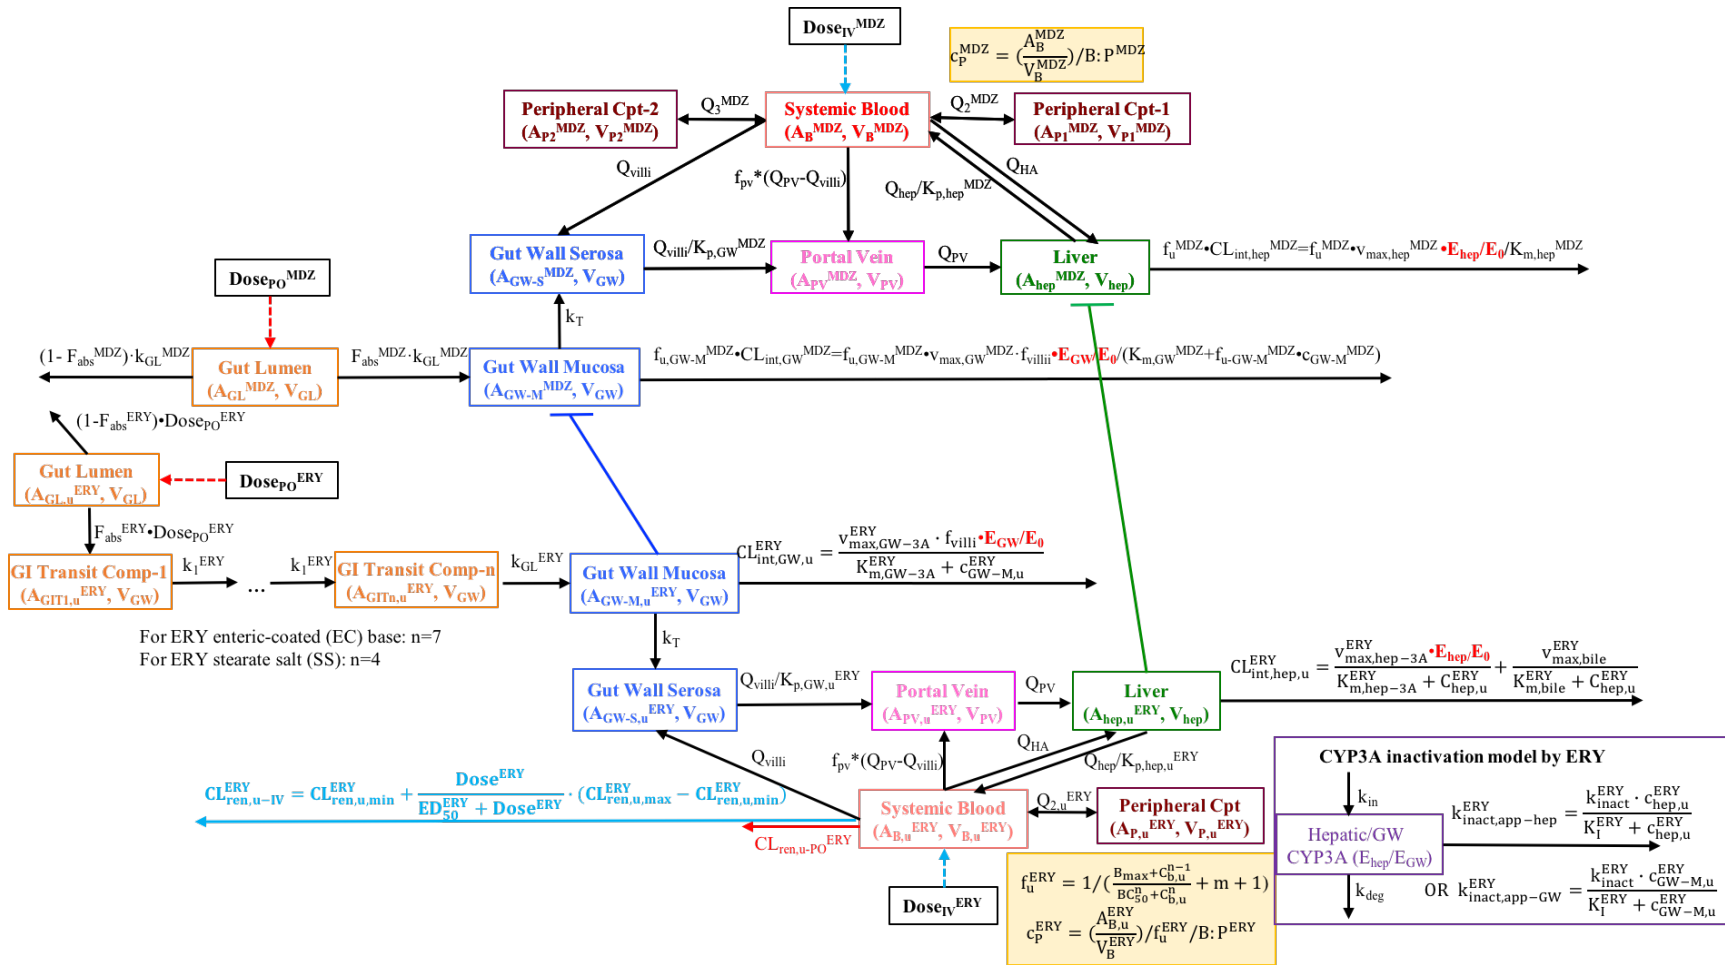 Dose_IV^MDZ
c_P^MDZ = (A_B^MDZ / V_B^MDZ)/B:P^MDZ
Peripheral Cpt-2
(A_P2^MDZ, V_P2^MDZ)
Q_3^MDZ
Systemic Blood
(A_B^MDZ, V_B^MDZ)
Q_2^MDZ
Peripheral Cpt-1
(A_P1^MDZ, V_P1^MDZ)
Q_villi
f_pv*(Q_PV-Q_villi)
Q_hep/K_p,hep^MDZ
Q_HA
Gut Wall Serosa
(A_GW-S^MDZ, V_GW)
Q_villi/K_p,GW^MDZ
Portal Vein
(A_PV^MDZ, V_PV)
Q_PV
Liver
(A_hep^MDZ, V_hep)
f_u^MDZ•CL_int,hep^MDZ=f_u^MDZ•v_max,hep^MDZ•E_hep/E_0/K_m,hep^MDZ
Dose_PO^MDZ
k_T
(1- F_abs^MDZ)·k_GL^MDZ
Gut Lumen
(A_GL^MDZ, V_GL)
F_abs^MDZ·k_GL^MDZ
Gut Wall Mucosa
(A_GW-M^MDZ, V_GW)
f_u,GW-M^MDZ•CL_int,GW^MDZ=f_u,GW-M^MDZ•v_max,GW^MDZ·f_villii•E_GW/E_0/(K_m,GW^MDZ+f_u-GW-M^MDZ•c_GW-M^MDZ)
(1-F_abs^ERY)•Dose_PO^ERY
Gut Lumen
(A_GL,u^ERY, V_GL)
Dose_PO^ERY
F_abs^ERY•Dose_PO^ERY
GI Transit Comp-1
(A_GIT1,u^ERY, V_GW)
k_1^ERY
...
k_1^ERY
GI Transit Comp-n
(A_GITn,u^ERY, V_GW)
k_GL^ERY
Gut Wall Mucosa
(A_GW-M,u^ERY, V_GW)
CL_int,GW,u^ERY = (v_max,GW-3A^ERY · f_villi•E_GW/E_0) / (K_m,GW-3A^ERY + c_GW-M,u^ERY)
For ERY enteric-coated (EC) base: n=7
For ERY stearate salt (SS): n=4
k_T
Gut Wall Serosa
(A_GW-S,u^ERY, V_GW)
Q_villi/K_p,GW,u^ERY
Portal Vein
(A_PV,u^ERY, V_PV)
Q_PV
Liver
(A_hep,u^ERY, V_hep)
CL_int,hep,u^ERY = (v_max,hep-3A^ERY•E_hep/E_0) / (K_m,hep-3A^ERY + C_hep,u^ERY) + v_max,bile^ERY / (K_m,bile^ERY + C_hep,u^ERY)
Q_villi
f_pv*(Q_PV-Q_villi)
Q_HA
Q_hep/K_p,hep,u^ERY
CL_ren,u-IV^ERY = CL_ren,u,min^ERY + Dose^ERY / (ED_50^ERY + Dose^ERY) · (CL_ren,u,max^ERY - CL_ren,u,min^ERY)
CL_ren,u-PO^ERY
Systemic Blood
(A_B,u^ERY, V_B,u^ERY)
Q_2,u^ERY
Peripheral Cpt
(A_P,u^ERY, V_P,u^ERY)
Dose_IV^ERY
f_u^ERY = 1/((B_max+C_b,u^n-1) / (BC_50^n+C_b,u^n) + m + 1)
c_P^ERY = (A_B,u^ERY / V_B^ERY)/f_u^ERY/B:P^ERY
CYP3A inactivation model by ERY
k_in
Hepatic/GW
CYP3A (E_hep/E_GW)
k_deg
k_inact,app-hep^ERY = (k_inact^ERY · c_hep,u^ERY) / (K_I^ERY + c_hep,u^ERY)
OR k_inact,app-GW^ERY = (k_inact^ERY · c_GW-M,u^ERY) / (K_I^ERY + c_GW-M,u^ERY)